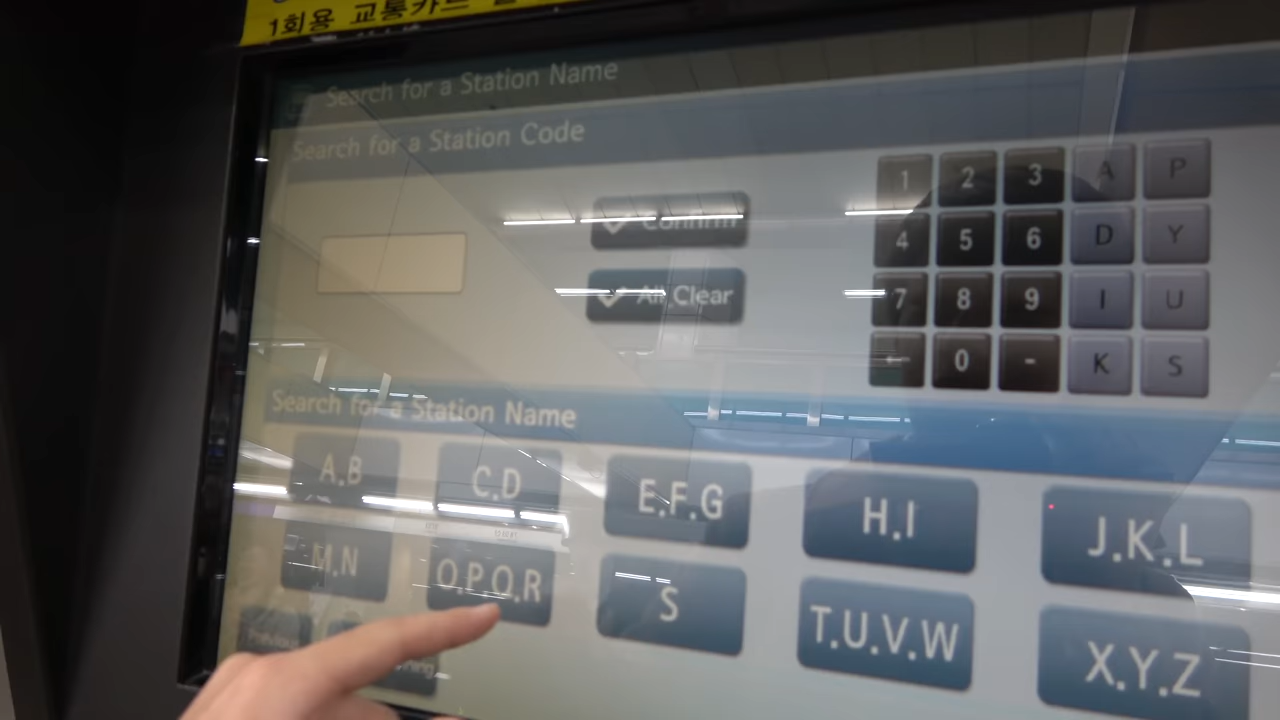 1회용 교통카드
Search for a Station Name
Search for a Station Code
1 2 3 A P
Confirm
4 5 6 D Y
All Clear
7 8 9 I U
← 0 - K S
Search for a Station Name
A.B C.D E.F.G H.I J.K.L
M.N O.P.Q.R S T.U.V.W X.Y.Z
Previous